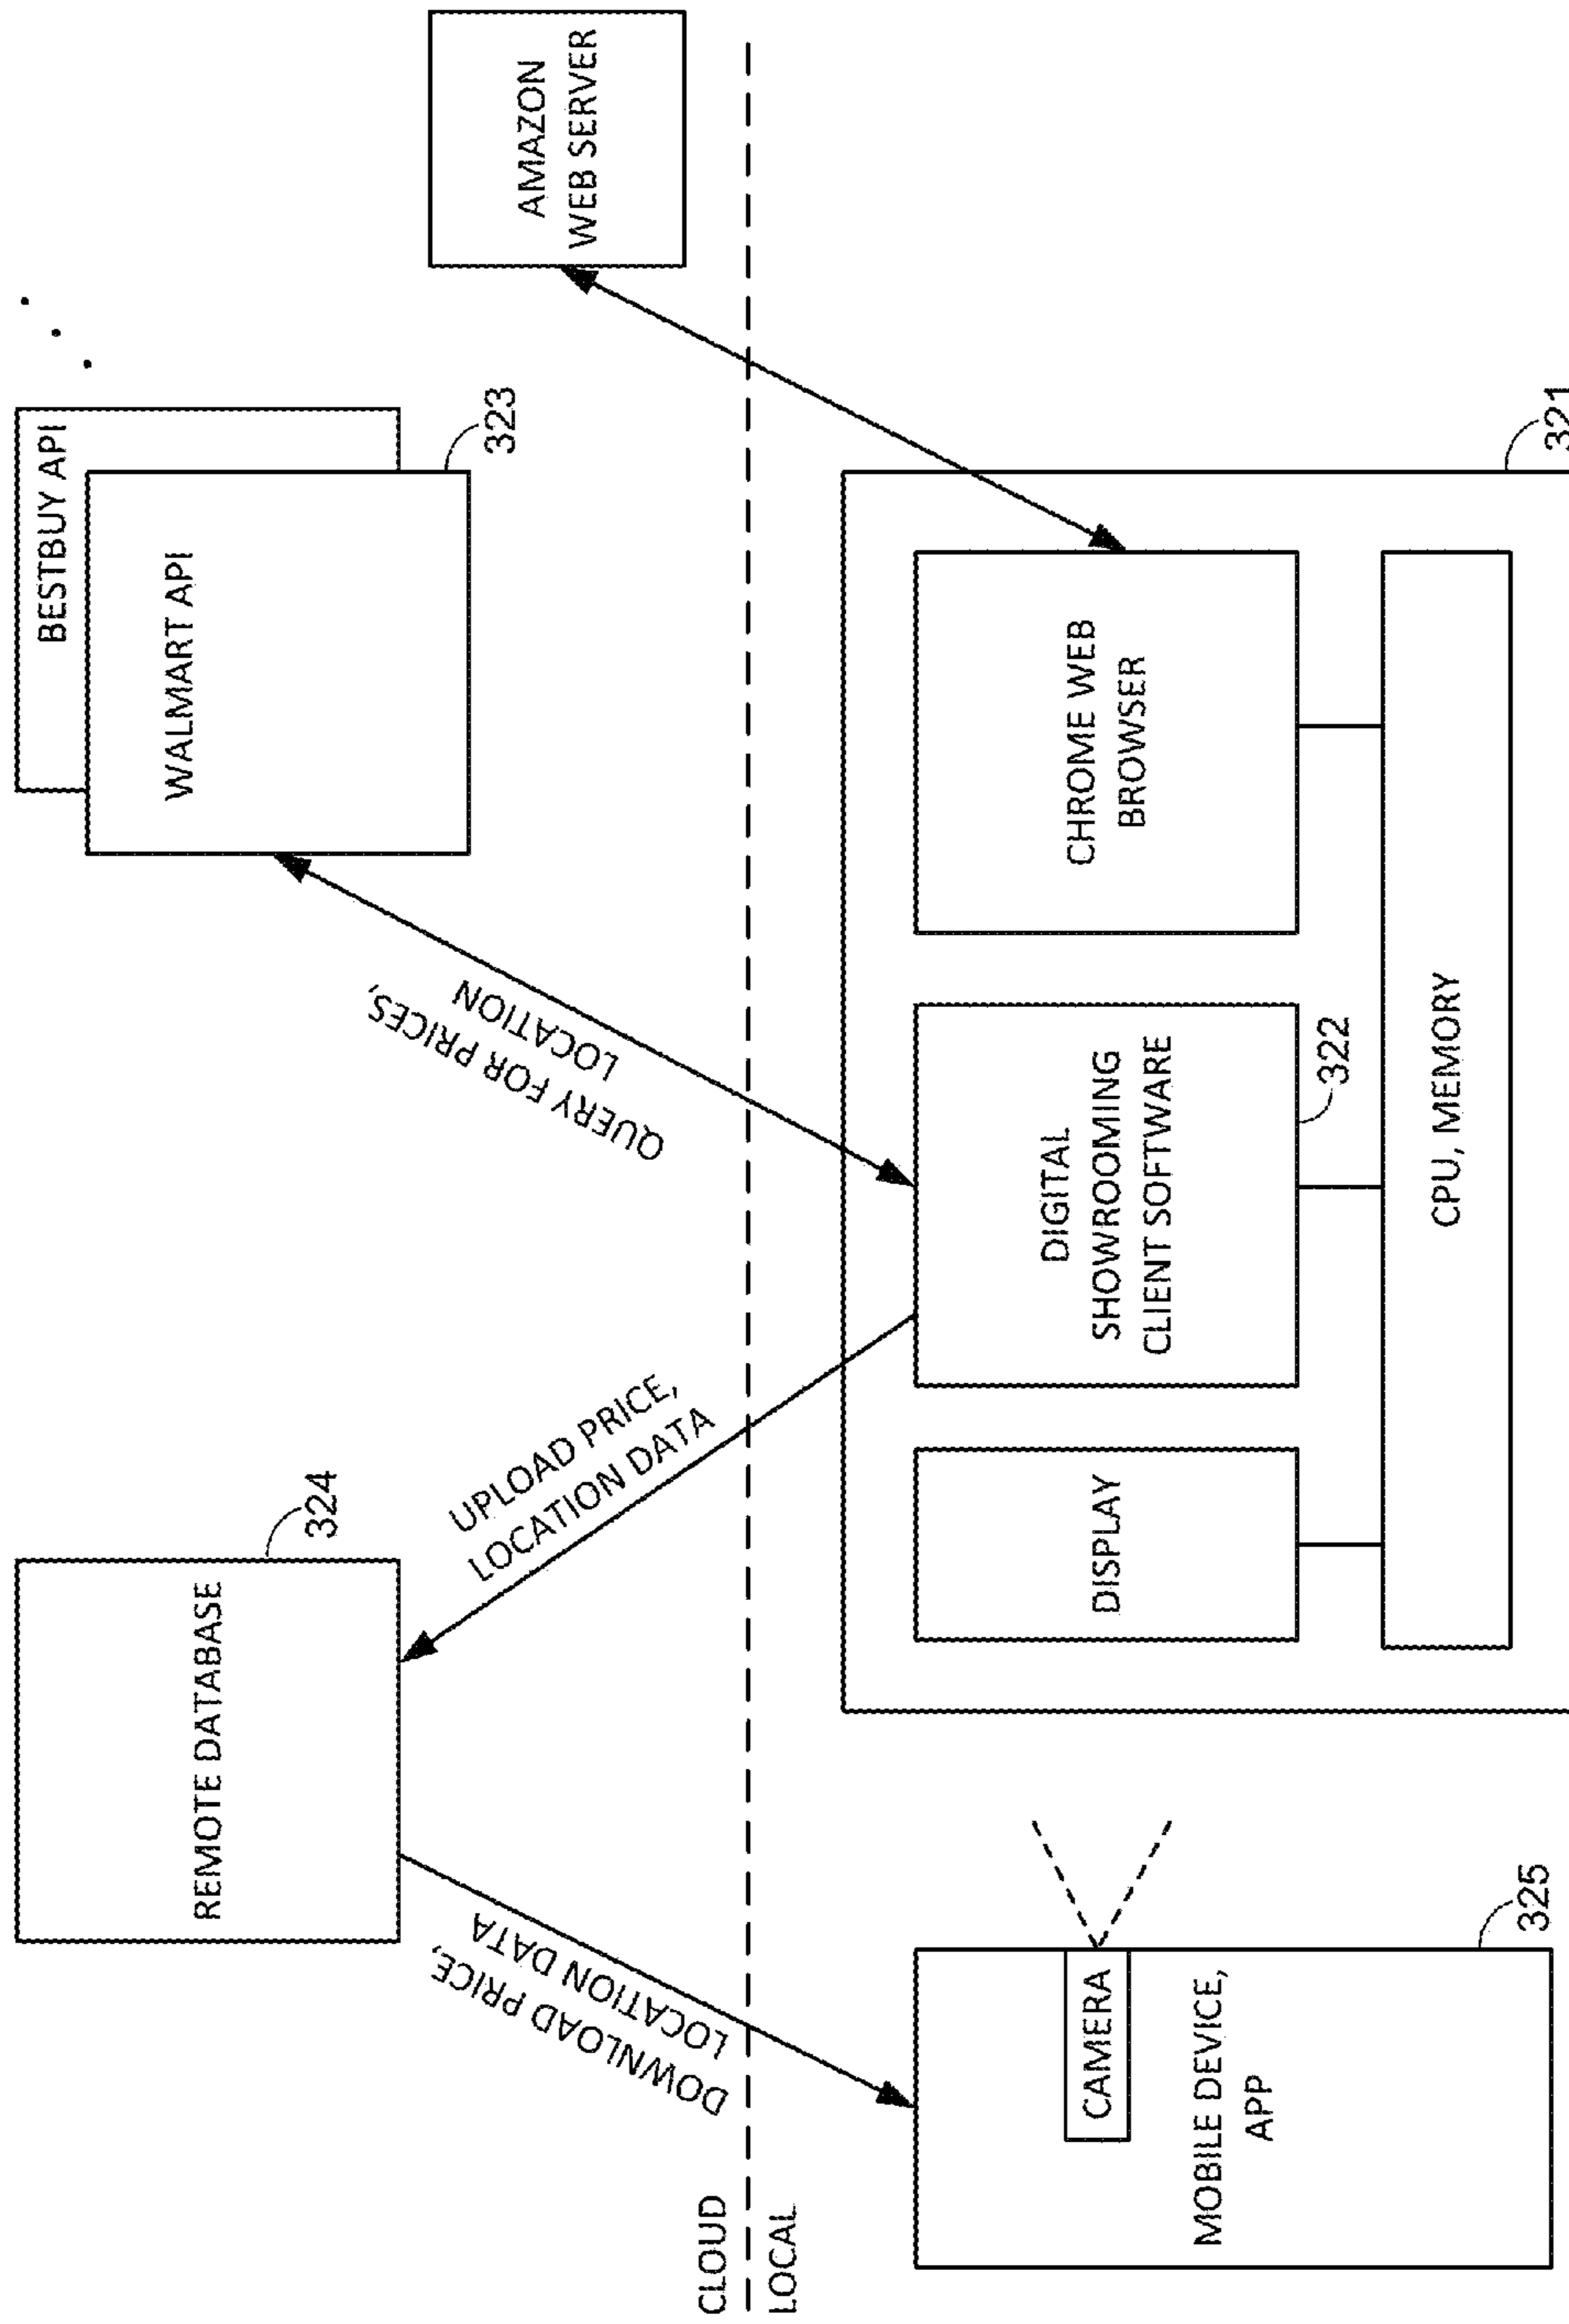 REMOTE DATABASE
324
BESTBUY API
WALMART API
323
AMAZON
WEB SERVER
DOWNLOAD PRICE,
LOCATION DATA
UPLOAD PRICE,
LOCATION DATA
QUERY FOR PRICES,
LOCATION
CLOUD
LOCAL
CAMERA
MOBILE DEVICE,
APP
325
DISPLAY
DIGITAL
SHOWROOMING
CLIENT SOFTWARE
322
CHROME WEB
BROWSER
CPU, MEMORY
321